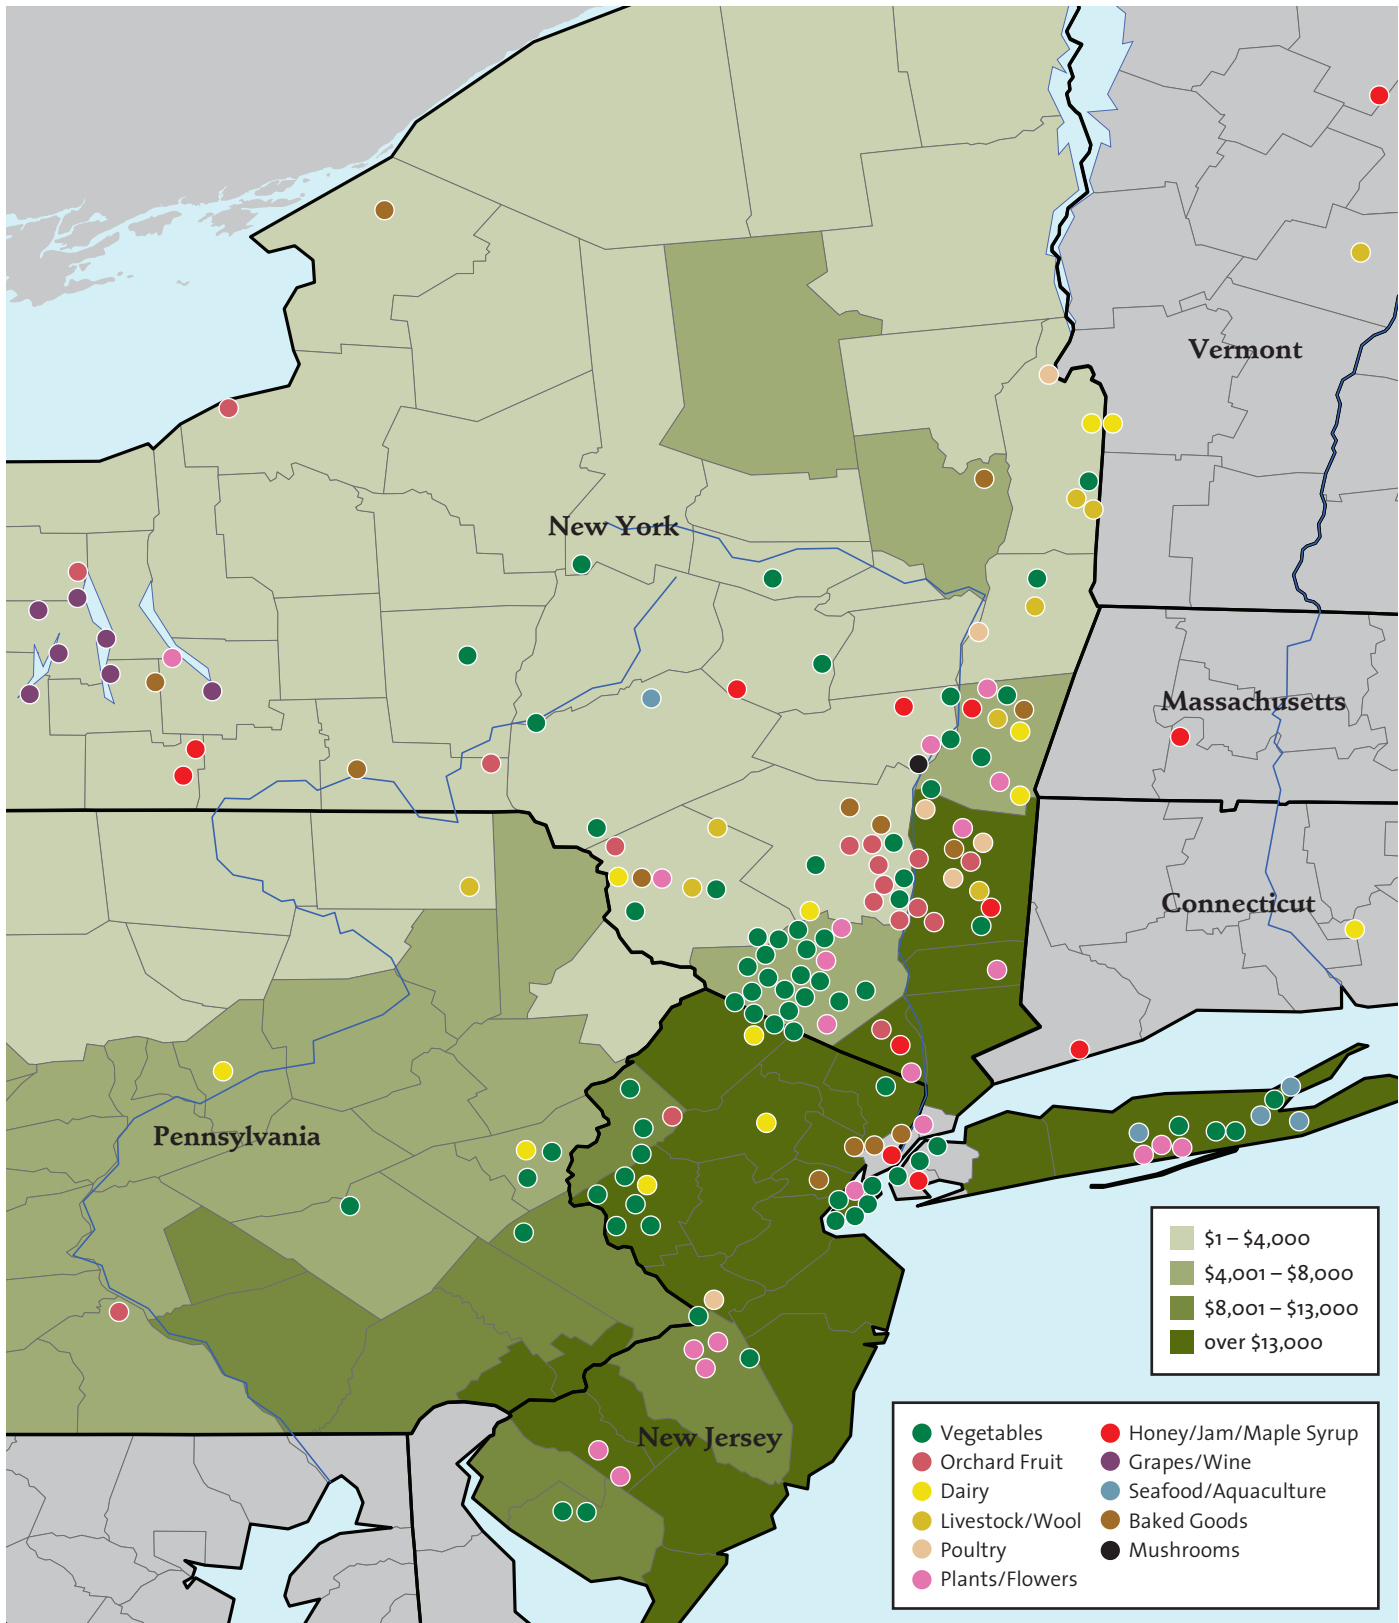 Vermont
New York
Massachusetts
Connecticut
Pennsylvania
New Jersey
$1 – $4,000
$4,001 – $8,000
$8,001 – $13,000
over $13,000
Vegetables
Orchard Fruit
Dairy
Livestock/Wool
Poultry
Plants/Flowers
Honey/Jam/Maple Syrup
Grapes/Wine
Seafood/Aquaculture
Baked Goods
Mushrooms